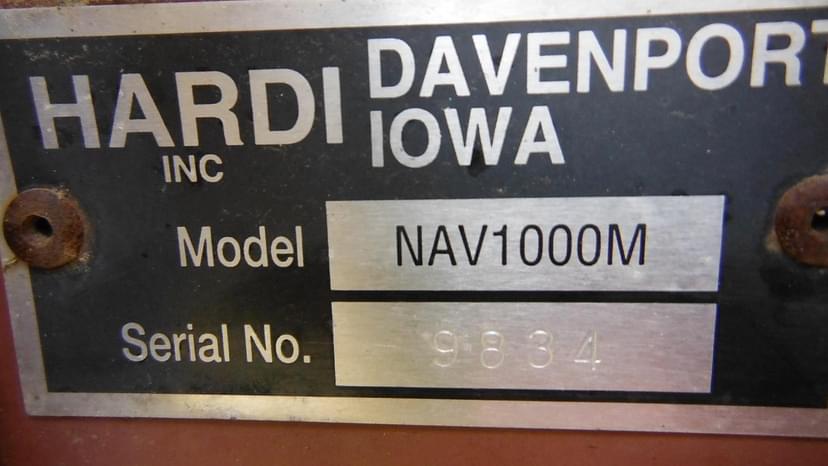 HARDI DAVENPORT
IOWA
INC
Model NAV1000M
Serial No. 9834